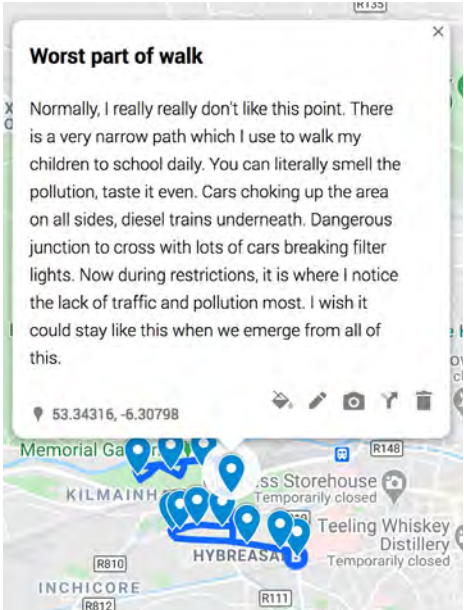 R135
Worst part of walk
Normally, I really really don't like this point. There
is a very narrow path which I use to walk my
children to school daily. You can literally smell the
pollution, taste it even. Cars choking up the area
on all sides, diesel trains underneath. Dangerous
junction to cross with lots of cars breaking filter
lights. Now during restrictions, it is where I notice
the lack of traffic and pollution most. I wish it
could stay like this when we emerge from all of
this.
53.34316, -6.30798
Memorial Ga
R148
KILMAINHA
ss Storehouse
Temporarily closed
Teeling Whiskey
Distillery
Temporarily closed
HYBREASA
R810
INCHICORE
R812
R111